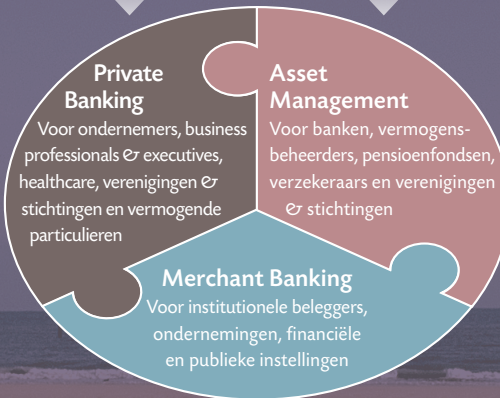 Private
Banking
Voor ondernemers, business
professionals & executives,
healthcare, verenigingen &
stichtingen en vermogende
particulieren
Asset
Management
Voor banken, vermogens-
beheerders, pensioenfondsen,
verzekeraars en verenigingen
& stichtingen
Merchant Banking
Voor institutionele beleggers,
ondernemingen, financiële
en publieke instellingen